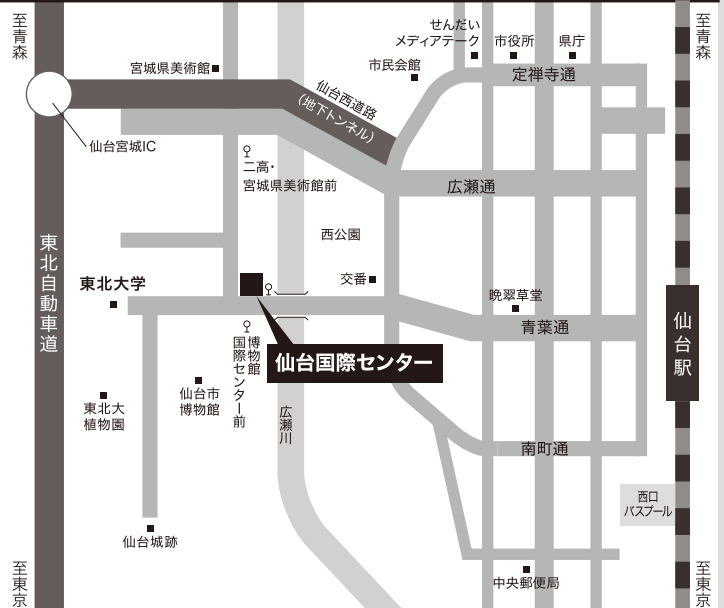 至青森
せんだい
メディアテーク
市役所
県庁
至青森
宮城県美術館
市民会館
定禅寺通
仙台西道路
(地下トンネル)
仙台宮城IC
二高・
宮城県美術館前
広瀬通
西公園
東北自動車道
東北大学
交番
晩翠草堂
青葉通
仙台駅
博物館
国際センター前
仙台国際センター
仙台市
博物館
東北大
植物園
広瀬川
南町通
西口
バスプール
仙台城跡
中央郵便局
至東京
至東京